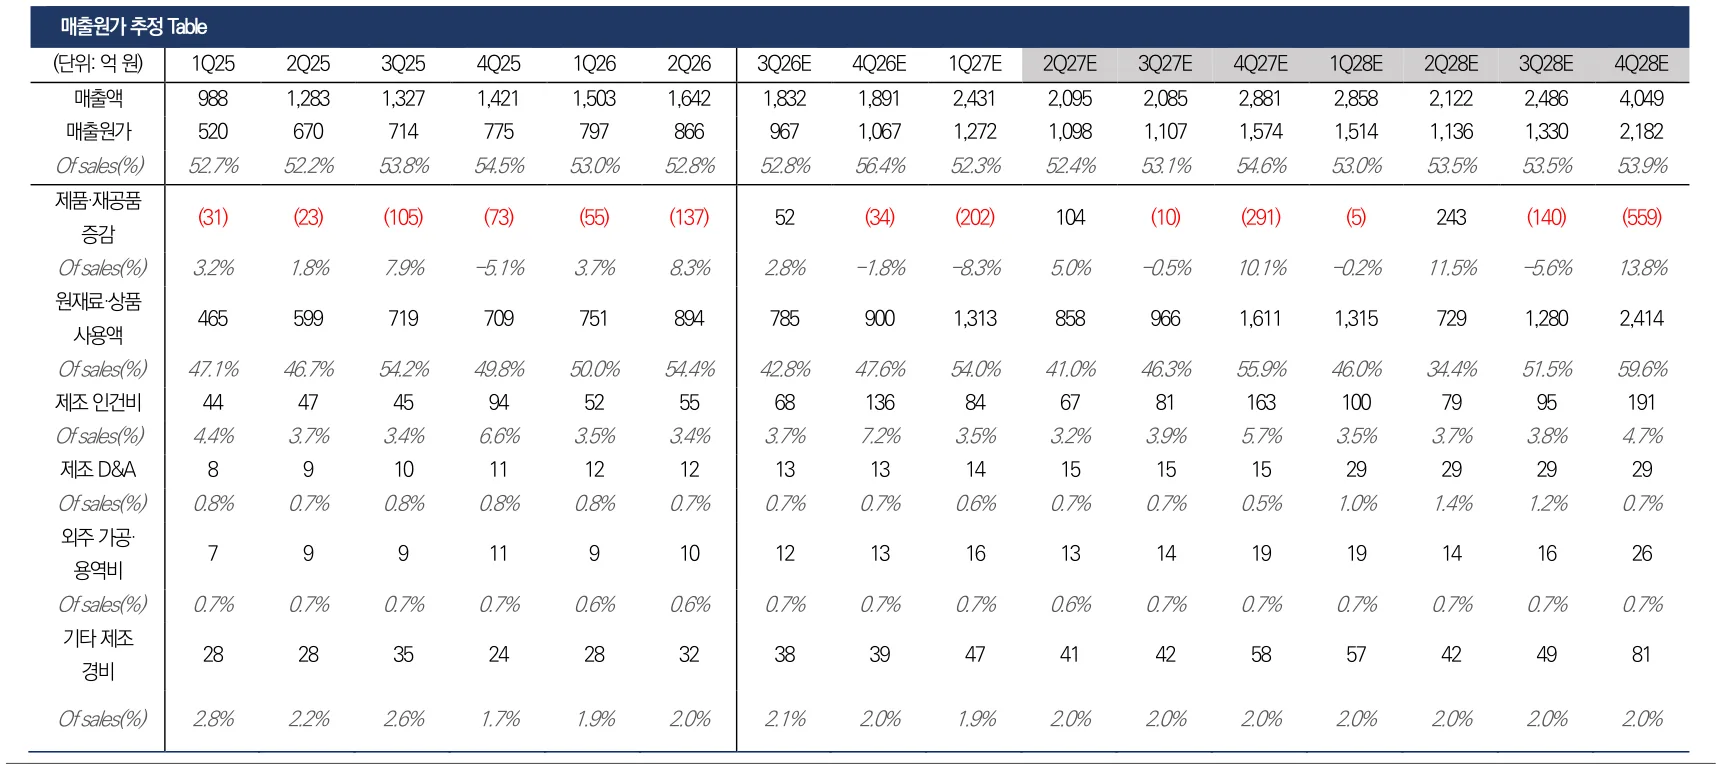 매출원가 추정 Table
(단위: 억 원) 1Q25 2Q25 3Q25 4Q25 1Q26 2Q26 3Q26E 4Q26E 1Q27E 2Q27E 3Q27E 4Q27E 1Q28E 2Q28E 3Q28E 4Q28E
매출액 988 1,283 1,327 1,421 1,503 1,642 1,832 1,891 2,431 2,095 2,085 2,881 2,858 2,122 2,486 4,049
매출원가 520 670 714 775 797 866 967 1,067 1,272 1,098 1,107 1,574 1,514 1,136 1,330 2,182
Of sales(%) 52.7% 52.2% 53.8% 54.5% 53.0% 52.8% 52.8% 56.4% 52.3% 52.4% 53.1% 54.6% 53.0% 53.5% 53.5% 53.9%
제품·재공품
증감 (31) (23) (105) (73) (55) (137) 52 (34) (202) 104 (10) (291) (5) 243 (140) (559)
Of sales(%) 3.2% 1.8% 7.9% -5.1% 3.7% 8.3% 2.8% -1.8% -8.3% 5.0% -0.5% 10.1% -0.2% 11.5% -5.6% 13.8%
원재료·상품
사용액 465 599 719 709 751 894 785 900 1,313 858 966 1,611 1,315 729 1,280 2,414
Of sales(%) 47.1% 46.7% 54.2% 49.8% 50.0% 54.4% 42.8% 47.6% 54.0% 41.0% 46.3% 55.9% 46.0% 34.4% 51.5% 59.6%
제조 인건비 44 47 45 94 52 55 68 136 84 67 81 163 100 79 95 191
Of sales(%) 4.4% 3.7% 3.4% 6.6% 3.5% 3.4% 3.7% 7.2% 3.5% 3.2% 3.9% 5.7% 3.5% 3.7% 3.8% 4.7%
제조 D&A 8 9 10 11 12 12 13 13 14 15 15 15 29 29 29 29
Of sales(%) 0.8% 0.7% 0.8% 0.8% 0.8% 0.7% 0.7% 0.7% 0.6% 0.7% 0.7% 0.5% 1.0% 1.4% 1.2% 0.7%
외주 가공·
용역비 7 9 9 11 9 10 12 13 16 13 14 19 19 14 16 26
Of sales(%) 0.7% 0.7% 0.7% 0.7% 0.6% 0.6% 0.7% 0.7% 0.7% 0.6% 0.7% 0.7% 0.7% 0.7% 0.7% 0.7%
기타 제조
경비 28 28 35 24 28 32 38 39 47 41 42 58 57 42 49 81
Of sales(%) 2.8% 2.2% 2.6% 1.7% 1.9% 2.0% 2.1% 2.0% 1.9% 2.0% 2.0% 2.0% 2.0% 2.0% 2.0% 2.0%